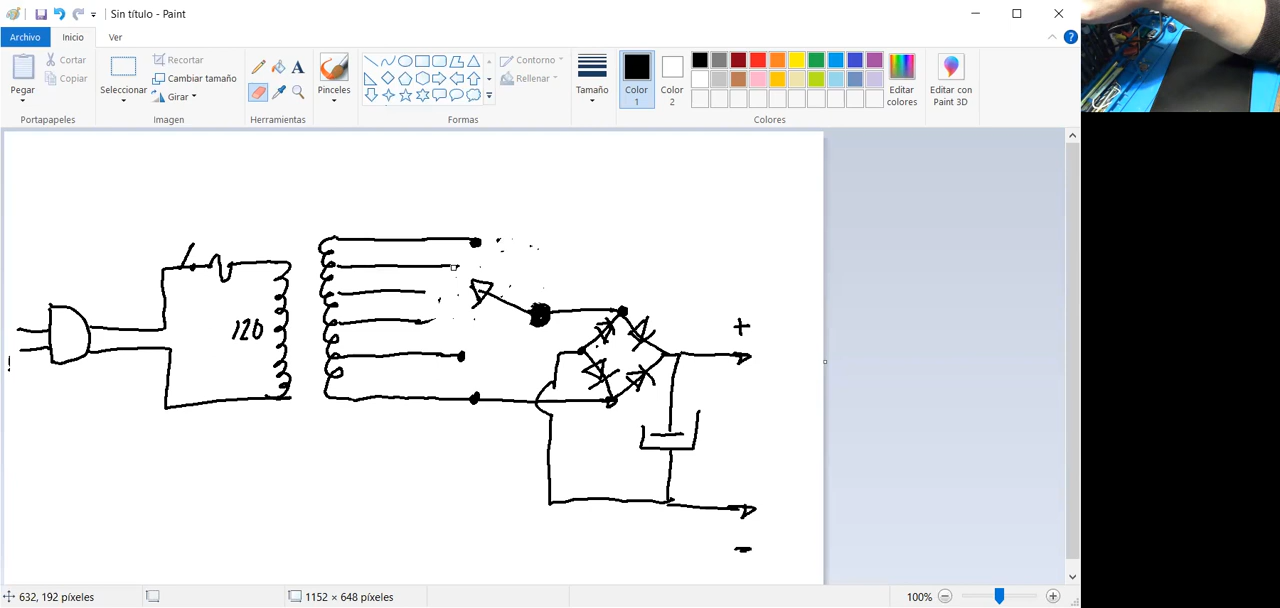 Sin título - Paint
Archivo
Inicio
Ver
Pegar
Cortar
Copiar
Portapapeles
Seleccionar
Recortar
Cambiar tamaño
Girar
Imagen
A
Herramientas
Pinceles
Contorno
Rellenar
Formas
Tamaño
Color 1
Color 2
Editar colores
Colores
Editar con Paint 3D
120
+
-
632, 192 píxeles
1152 × 648 píxeles
100%